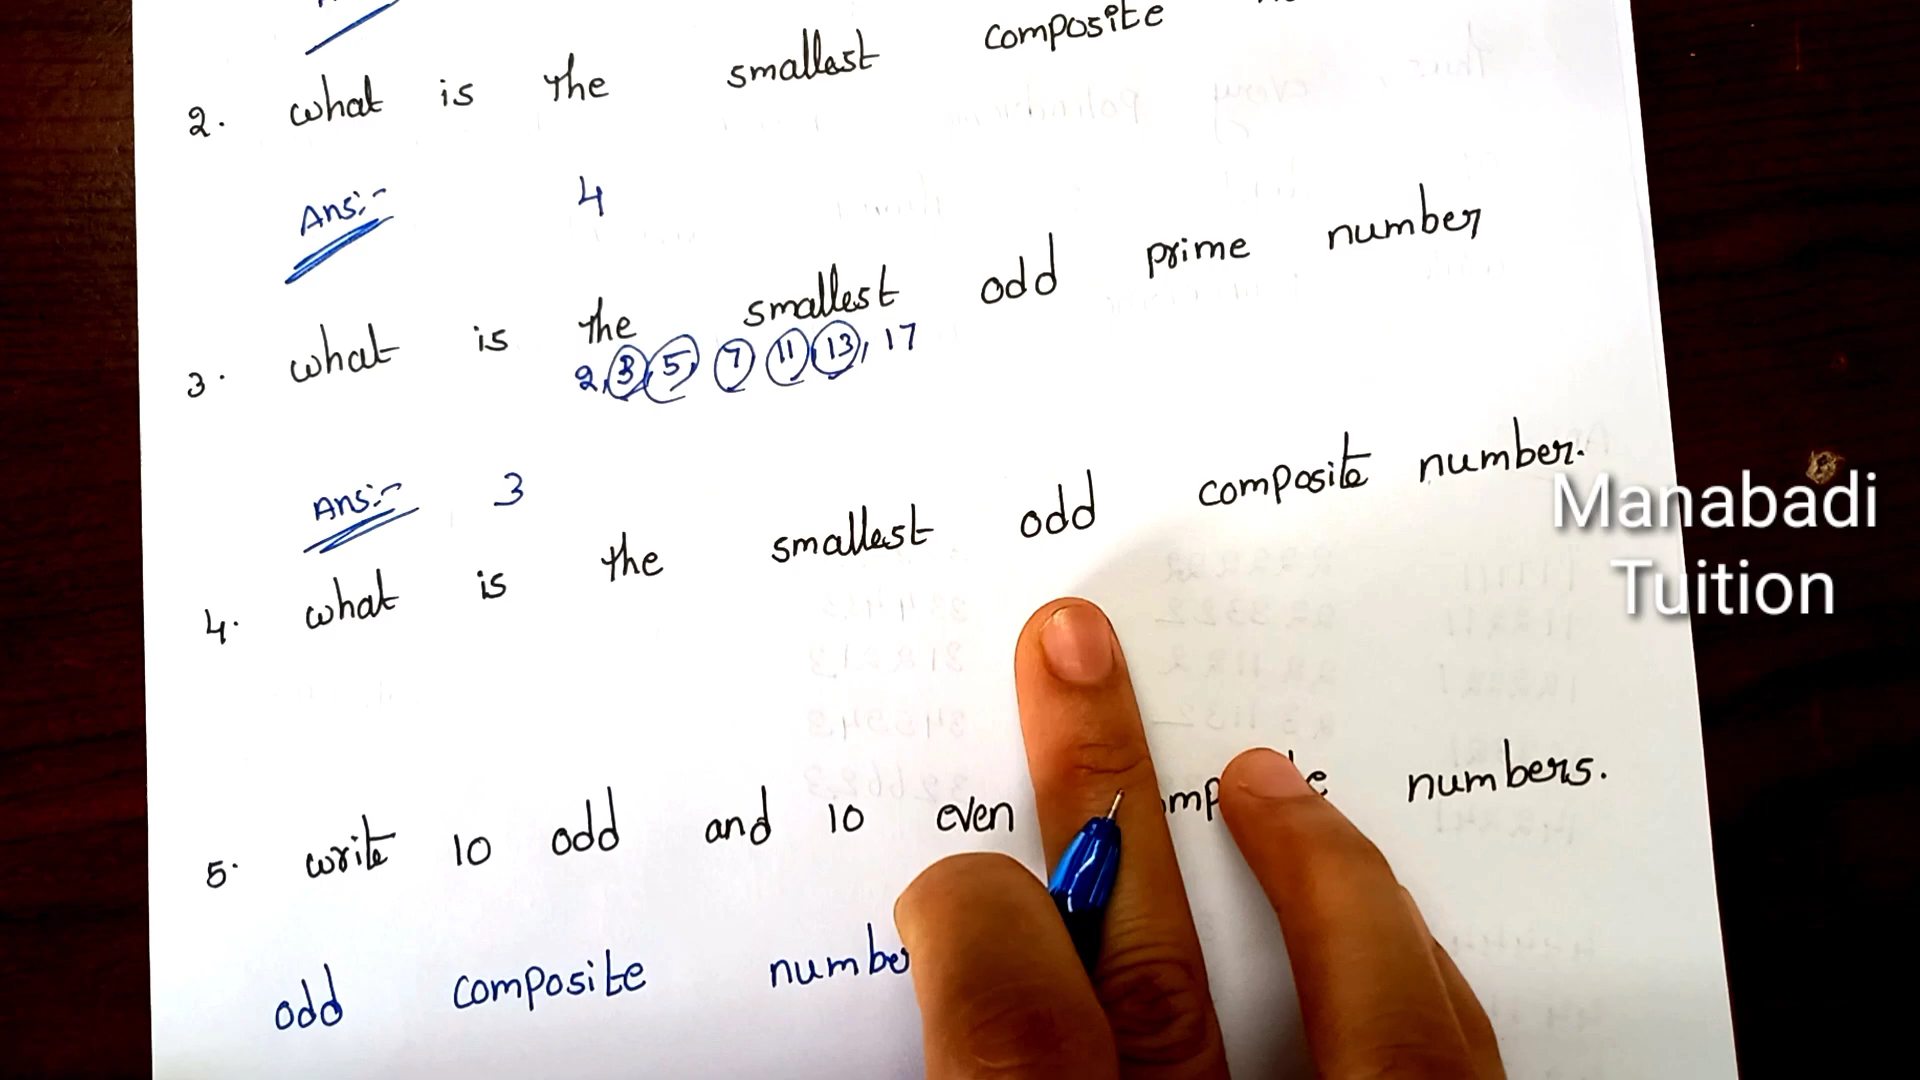 2. what is the smallest composite
Ans:- 4
3. what is the smallest odd prime number
2, 3, 5, 7 11, 13, 17
Ans:- 3
4. what is the smallest odd composite number.
5. write 10 odd and 10 even numbers.
odd composite
Manabadi
Tuition